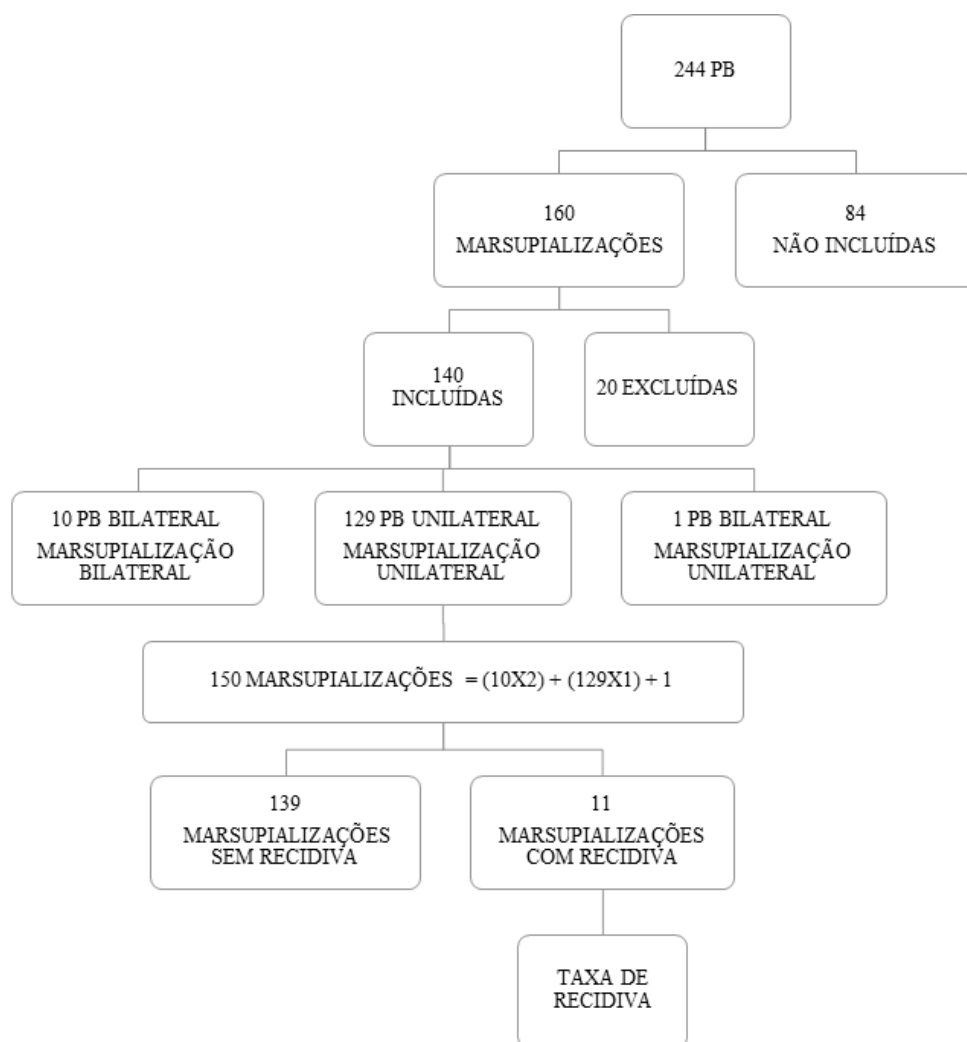 244 PB
160
MARSUPIALIZAÇÕES
84
NÃO INCLUÍDAS
140
INCLUÍDAS
20 EXCLUÍDAS
10 PB BILATERAL
MARSUPIALIZAÇÃO
BILATERAL
129 PB UNILATERAL
MARSUPIALIZAÇÃO
UNILATERAL
1 PB BILATERAL
MARSUPIALIZAÇÃO
UNILATERAL
150 MARSUPIALIZAÇÕES = (10X2) + (129X1) + 1
139
MARSUPIALIZAÇÕES
SEM RECIDIVA
11
MARSUPIALIZAÇÕES
COM RECIDIVA
TAXA DE
RECIDIVA